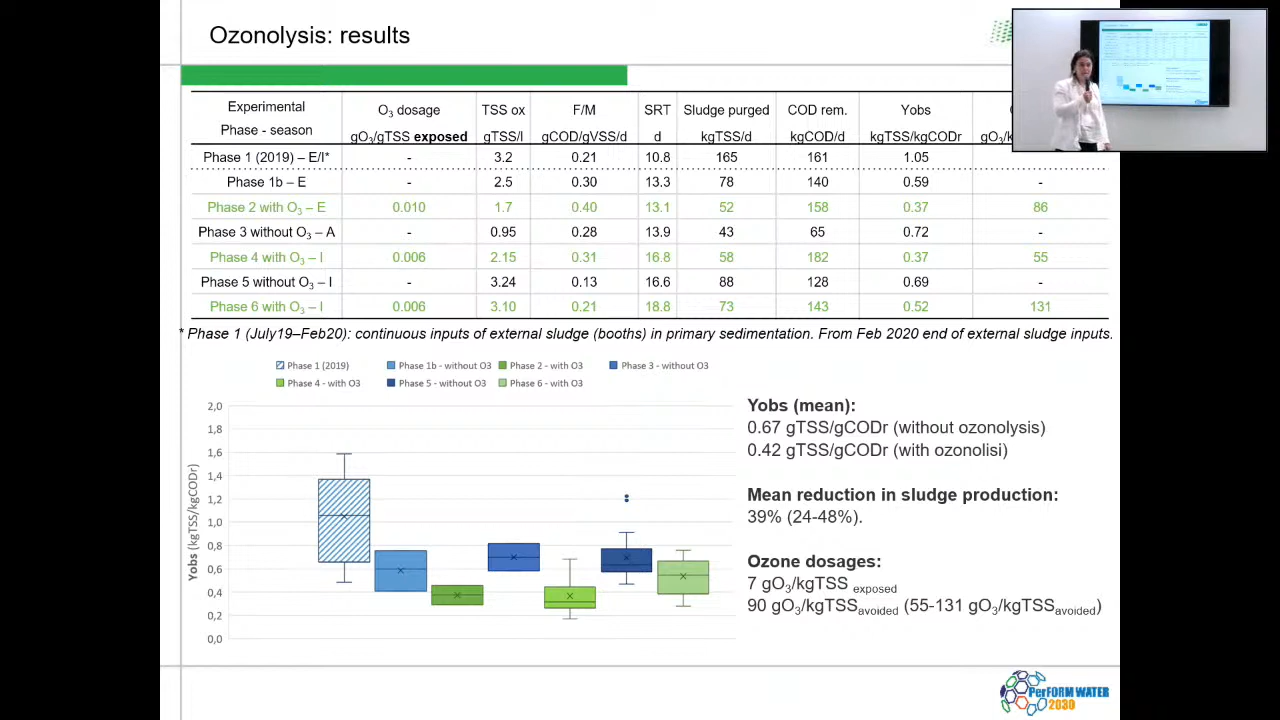 Ozonolysis: results
Experimental Phase - season | O3 dosage gO3/gTSS exposed | TSS ox gTSS/l | F/M gCOD/gVSS/d | SRT d | Sludge purged kgTSS/d | COD rem. kgCOD/d | Yobs kgTSS/kgCODr
Phase 1 (2019) – E/I* | - | 3.2 | 0.21 | 10.8 | 165 | 161 | 1.05
Phase 1b – E | - | 2.5 | 0.30 | 13.3 | 78 | 140 | 0.59 | -
Phase 2 with O3 – E | 0.010 | 1.7 | 0.40 | 13.1 | 52 | 158 | 0.37 | 86
Phase 3 without O3 – A | - | 0.95 | 0.28 | 13.9 | 43 | 65 | 0.72 | -
Phase 4 with O3 – I | 0.006 | 2.15 | 0.31 | 16.8 | 58 | 182 | 0.37 | 55
Phase 5 without O3 – I | - | 3.24 | 0.13 | 16.6 | 88 | 128 | 0.69 | -
Phase 6 with O3 – I | 0.006 | 3.10 | 0.21 | 18.8 | 73 | 143 | 0.52 | 131
* Phase 1 (July19–Feb20): continuous inputs of external sludge (booths) in primary sedimentation. From Feb 2020 end of external sludge inputs.
Phase 1 (2019) Phase 1b - without O3 Phase 2 - with O3 Phase 3 - without O3
Phase 4 - with O3 Phase 5 - without O3 Phase 6 - with O3
Yobs (kgTSS/kgCODr)
2,0
1,8
1,6
1,4
1,2
1,0
0,8
0,6
0,4
0,2
0,0
Yobs (mean):
0.67 gTSS/gCODr (without ozonolysis)
0.42 gTSS/gCODr (with ozonolisi)
Mean reduction in sludge production:
39% (24-48%).
Ozone dosages:
7 gO3/kgTSS exposed
90 gO3/kgTSSavoided (55-131 gO3/kgTSSavoided)
PerFORM WATER
2030